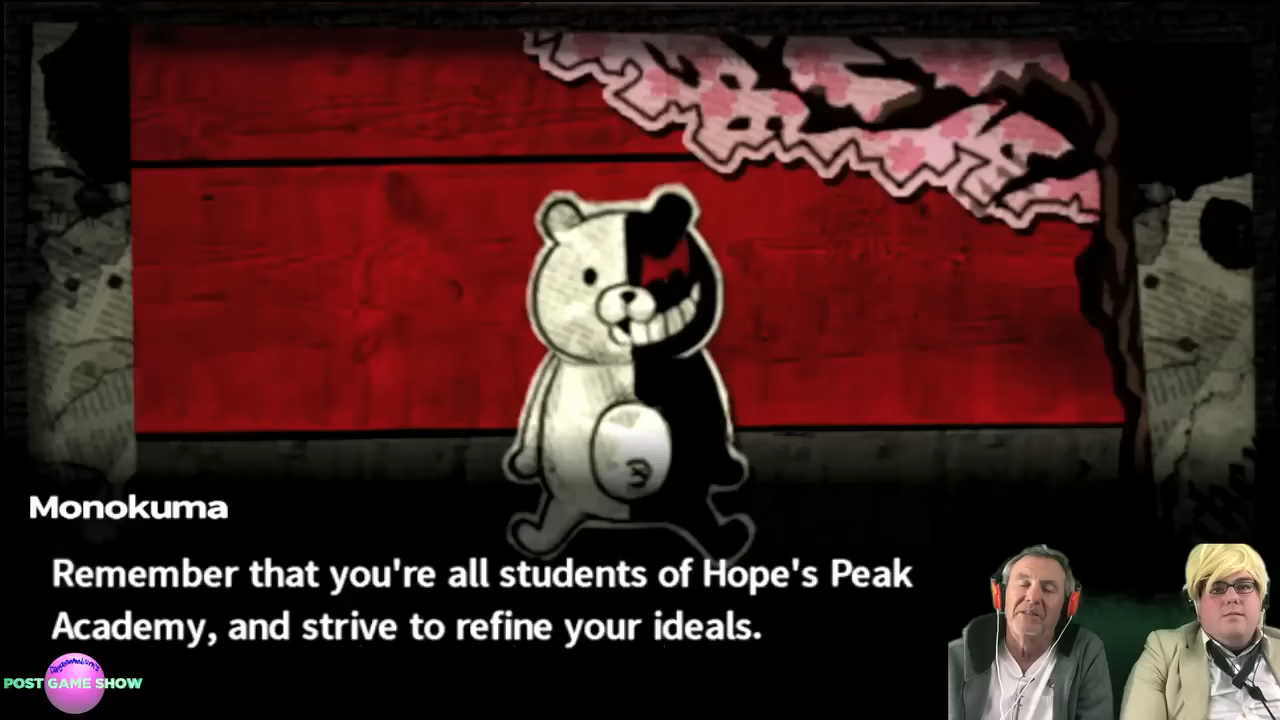 Monokuma
Remember that you're all students of Hope's Peak
Academy, and strive to refine your ideals.
POST GAME SHOW